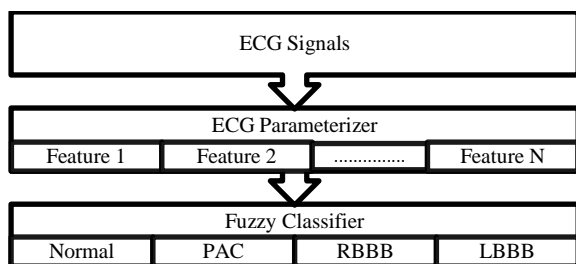 ECG Signals
ECG Parameterizer
Feature 1 Feature 2 ............... Feature N
Fuzzy Classifier
Normal PAC RBBB LBBB